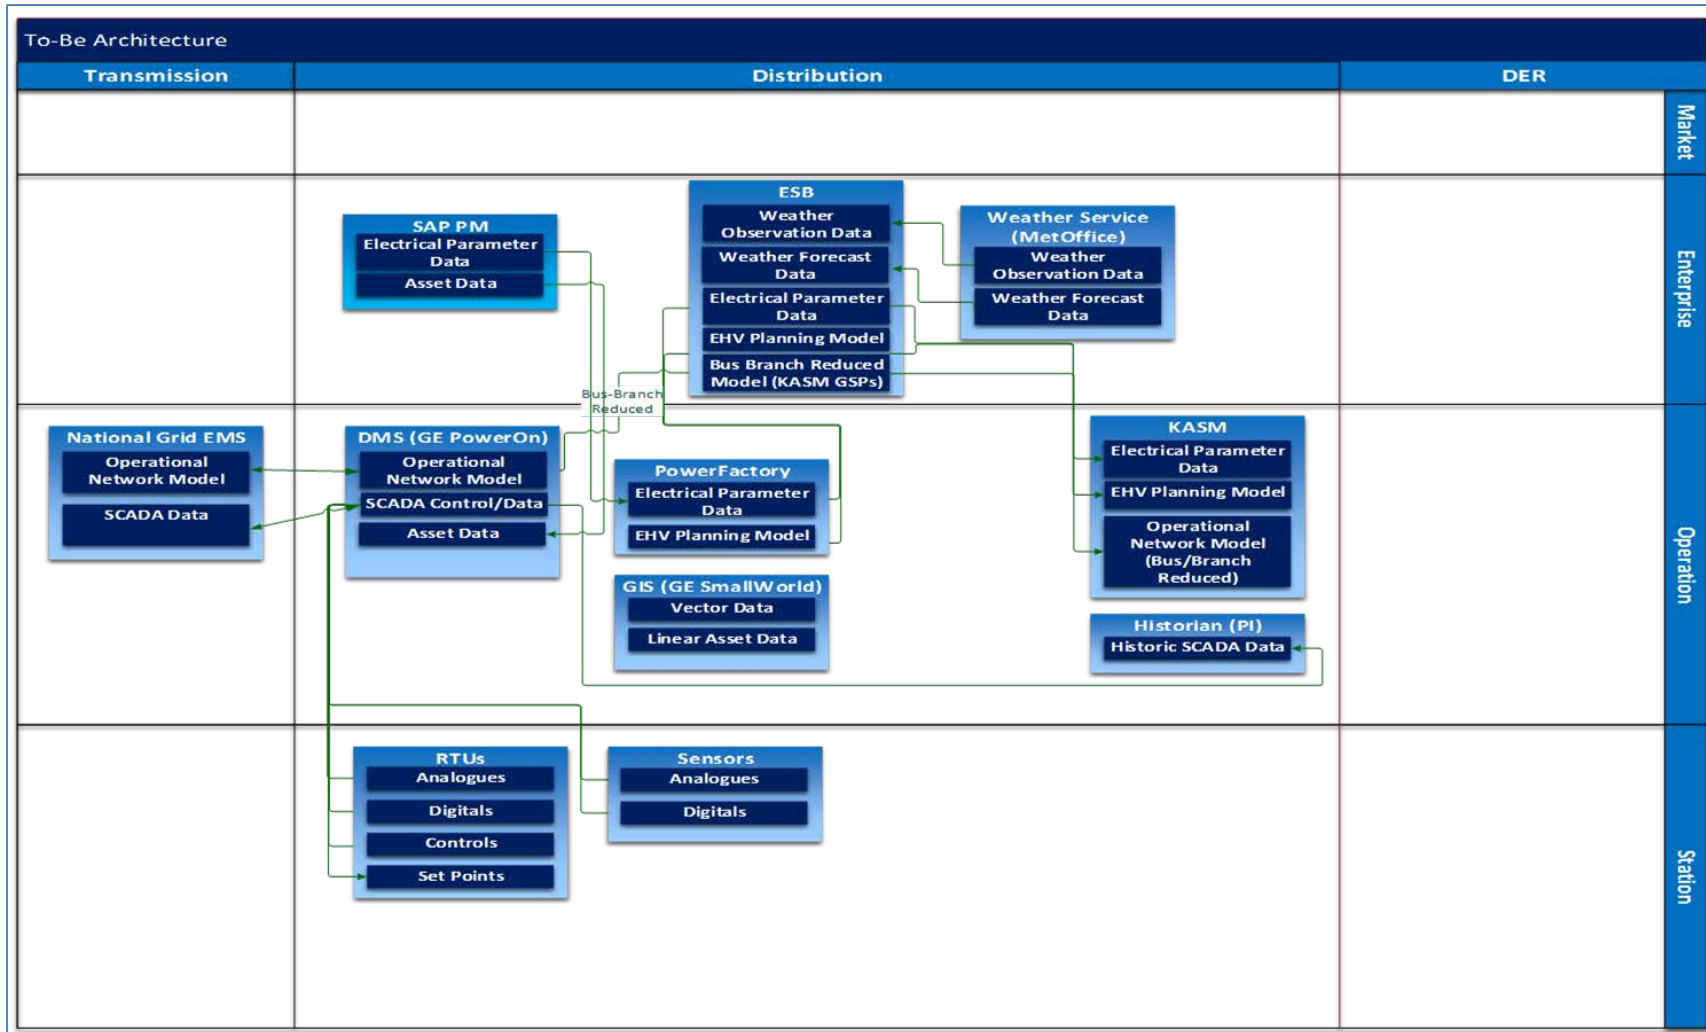 To-Be Architecture
Transmission
Distribution
DER
Market
Enterprise
Operation
Station
SAP PM
Electrical Parameter
Data
Asset Data
ESB
Weather
Observation Data
Weather Forecast
Data
Electrical Parameter
Data
EHV Planning Model
Bus Branch Reduced
Model (KASM GSPs)
Weather Service
(MetOffice)
Weather
Observation Data
Weather Forecast
Data
Bus-Branch
Reduced
National Grid EMS
Operational
Network Model
SCADA Data
DMS (GE PowerOn)
Operational
Network Model
SCADA Control/Data
Asset Data
PowerFactory
Electrical Parameter
Data
EHV Planning Model
GIS (GE SmallWorld)
Vector Data
Linear Asset Data
KASM
Electrical Parameter
Data
EHV Planning Model
Operational
Network Model
(Bus/Branch
Reduced)
Historian (PI)
Historic SCADA Data
RTUs
Analogues
Digitals
Controls
Set Points
Sensors
Analogues
Digitals